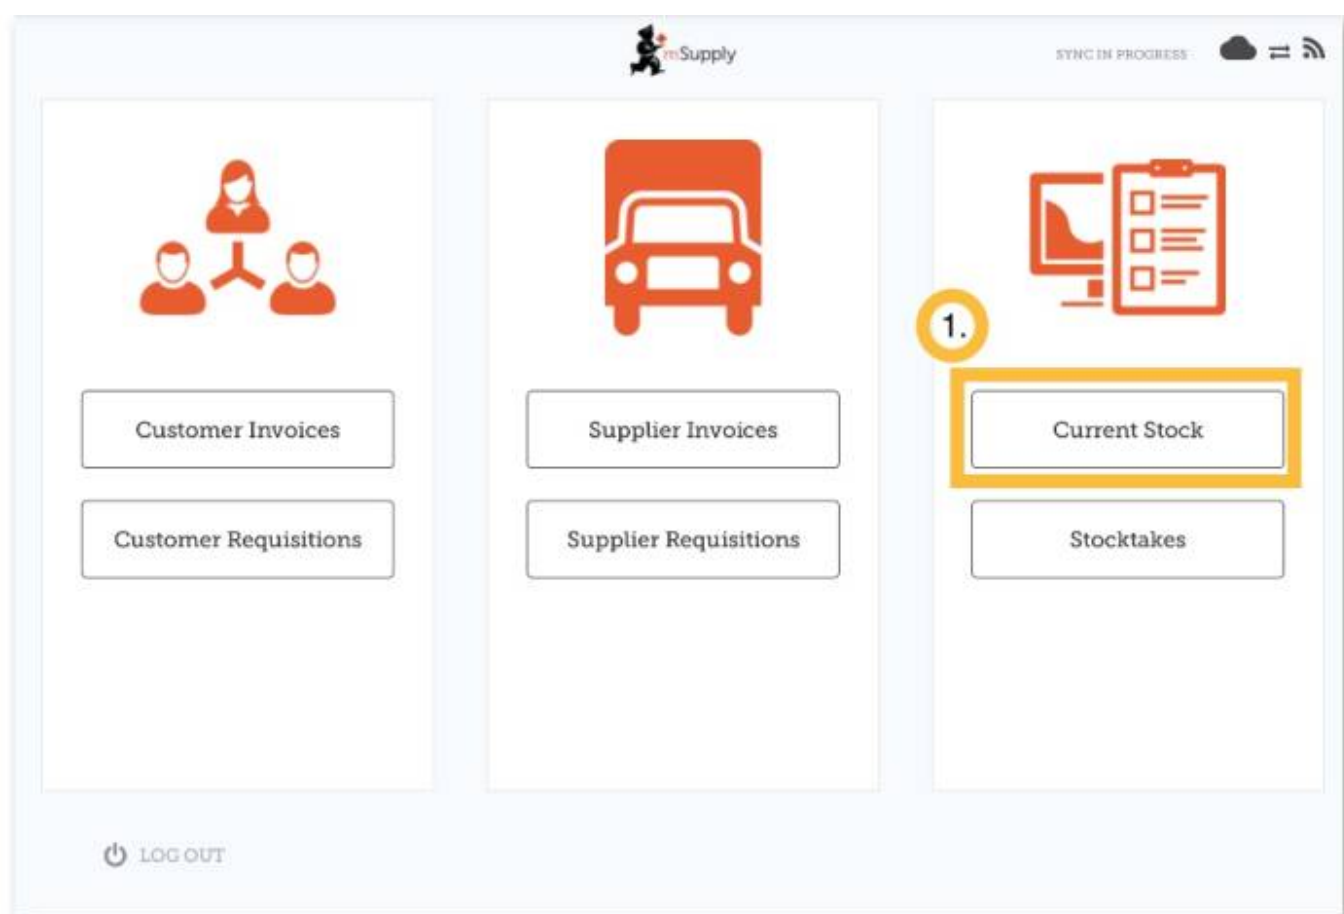 mSupply
SYNC IN PROGRESS
1.
Customer Invoices
Supplier Invoices
Current Stock
Customer Requisitions
Supplier Requisitions
Stocktakes
LOG OUT